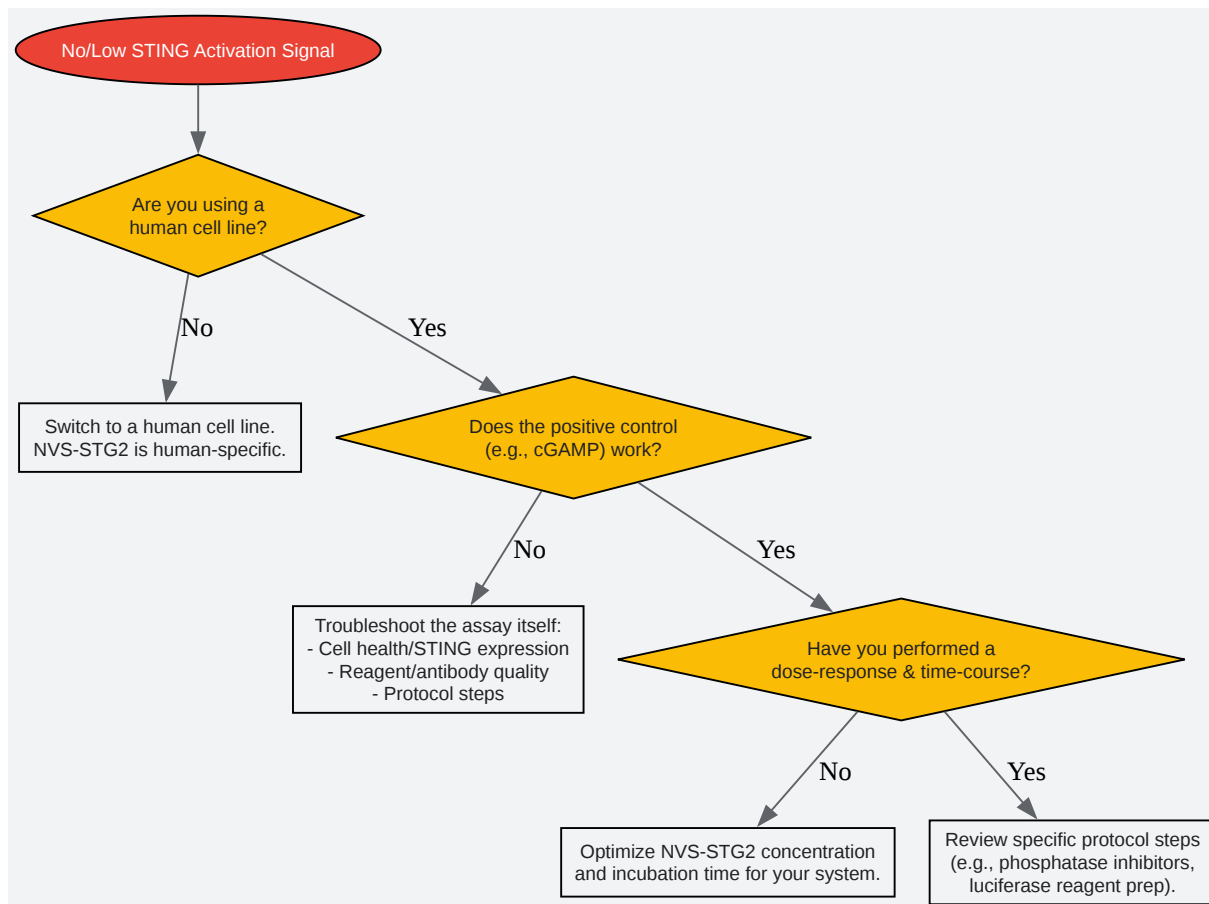 No/Low STING Activation Signal
Are you using a
human cell line?
No
Yes
Switch to a human cell line.
NVS-STG2 is human-specific.
Does the positive control
(e.g., cGAMP) work?
No
Yes
Troubleshoot the assay itself:
- Cell health/STING expression
- Reagent/antibody quality
- Protocol steps
Have you performed a
dose-response & time-course?
No
Yes
Optimize NVS-STG2 concentration
and incubation time for your system.
Review specific protocol steps
(e.g., phosphatase inhibitors,
luciferase reagent prep).